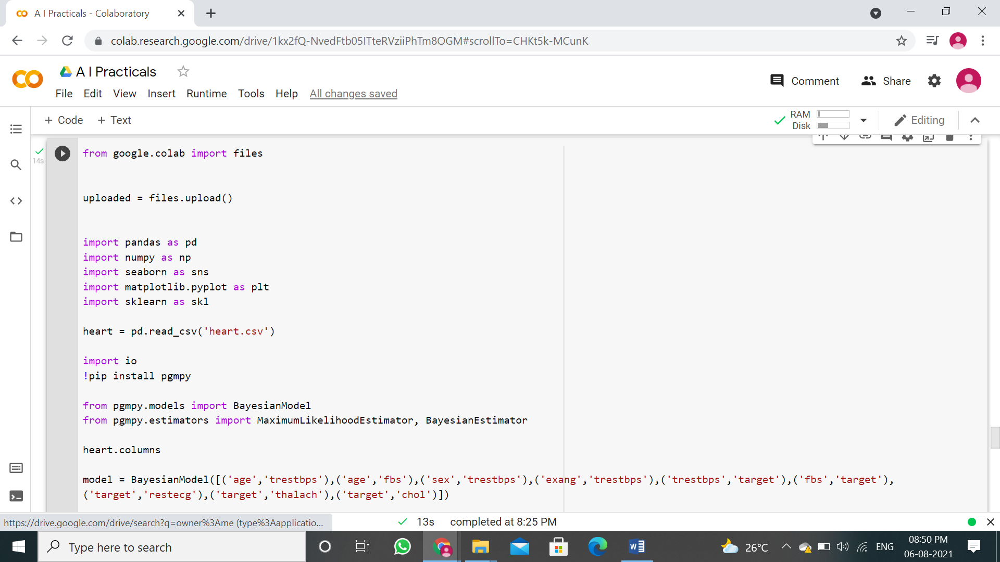 A I Practicals - Colaboratory
colab.research.google.com/drive/1kx2fQ-NvedFtb05ITteRVziiPhTm8OGM#scrollTo=CHKt5k-MCunK
A I Practicals
Comment
Share
File Edit View Insert Runtime Tools Help All changes saved
+ Code + Text
RAM
Disk
Editing
14s
from google.colab import files
uploaded = files.upload()
import pandas as pd
import numpy as np
import seaborn as sns
import matplotlib.pyplot as plt
import sklearn as skl
heart = pd.read_csv('heart.csv')
import io
!pip install pgmpy
from pgmpy.models import BayesianModel
from pgmpy.estimators import MaximumLikelihoodEstimator, BayesianEstimator
heart.columns
model = BayesianModel([('age','trestbps'),('age','fbs'),('sex','trestbps'),('exang','trestbps'),('trestbps','target'),('fbs','target'),
('target','restecg'),('target','thalach'),('target','chol')])
https://drive.google.com/drive/search?q=owner%3Ame (type%3Aapplicatio...
13s completed at 8:25 PM
Type here to search
26°C
ENG
08:50 PM
06-08-2021